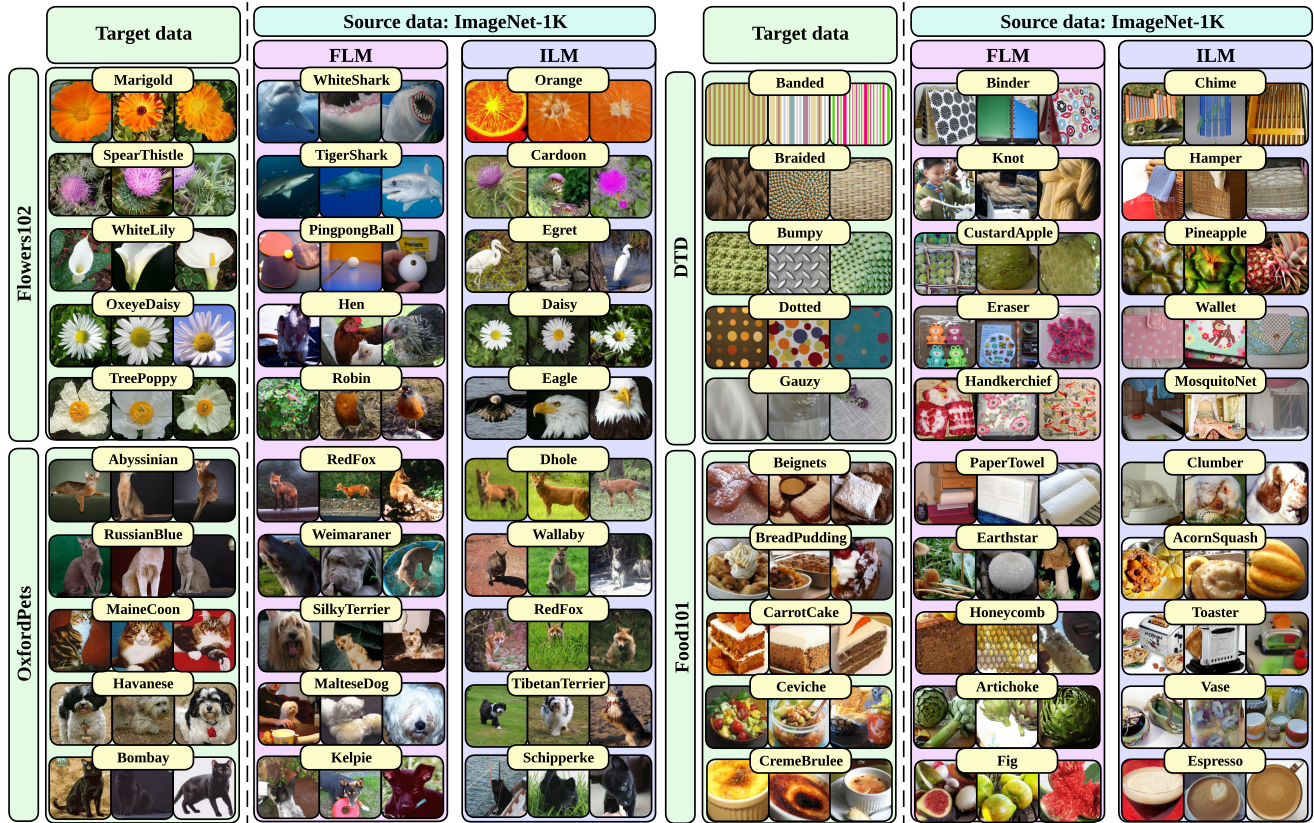 Target data
Source data: ImageNet-1K
FLM
ILM
Flowers102
Marigold
WhiteShark
Orange
SpearThistle
TigerShark
Cardoon
WhiteLily
PingpongBall
Egret
OxeyeDaisy
Hen
Daisy
TreePoppy
Robin
Eagle
OxfordPets
Abyssinian
RedFox
Dhole
RussianBlue
Weimaraner
Wallaby
MaineCoon
SilkyTerrier
RedFox
Havanese
MalteseDog
TibetanTerrier
Bombay
Kelpie
Schipperke
Target data
Source data: ImageNet-1K
FLM
ILM
DTD
Banded
Binder
Chime
Braided
Knot
Hamper
Bumpy
CustardApple
Pineapple
Dotted
Eraser
Wallet
Gauzy
Handkerchief
MosquitoNet
Food101
Beignets
PaperTowel
Clumber
BreadPudding
Earthstar
AcornSquash
CarrotCake
Honeycomb
Toaster
Ceviche
Artichoke
Vase
CremeBrulee
Fig
Espresso